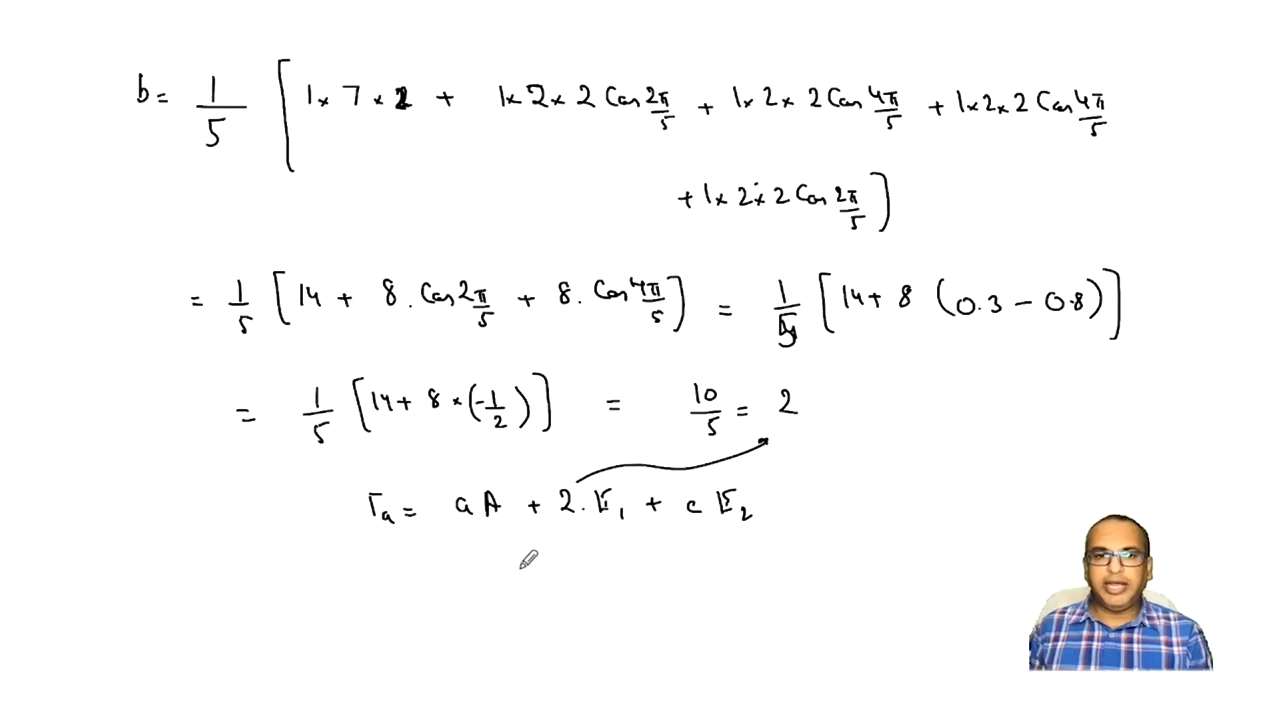 b = 1/5 [ 1 × 7 × 2 + 1 × 2 × 2 Cos 2π/5 + 1 × 2 × 2 Cos 4π/5 + 1 × 2 × 2 Cos 4π/5
+ 1 × 2 × 2 Cos 2π/5 ]
= 1/5 [ 14 + 8 . Cos 2π/5 + 8 . Cos 4π/5 ] = 1/5 [ 14 + 8 ( 0.3 − 0.8 ) ]
= 1/5 [ 14 + 8 × ( −1/2 ) ] = 10/5 = 2
Γa = a A + 2 . E1 + c E2